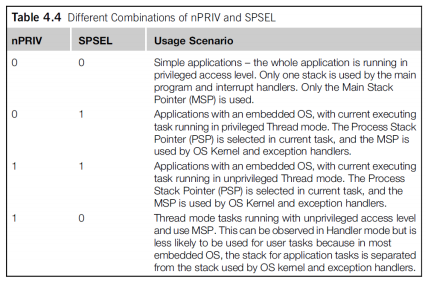 Table 4.4 Different Combinations of nPRIV and SPSEL
nPRIV SPSEL Usage Scenario
0 0 Simple applications – the whole application is running in
privileged access level. Only one stack is used by the main
program and interrupt handlers. Only the Main Stack
Pointer (MSP) is used.
0 1 Applications with an embedded OS, with current executing
task running in privileged Thread mode. The Process Stack
Pointer (PSP) is selected in current task, and the MSP is
used by OS Kernel and exception handlers.
1 1 Applications with an embedded OS, with current executing
task running in unprivileged Thread mode. The Process
Stack Pointer (PSP) is selected in current task, and the
MSP is used by OS Kernel and exception handlers.
1 0 Thread mode tasks running with unprivileged access level
and use MSP. This can be observed in Handler mode but is
less likely to be used for user tasks because in most
embedded OS, the stack for application tasks is separated
from the stack used by OS kernel and exception handlers.